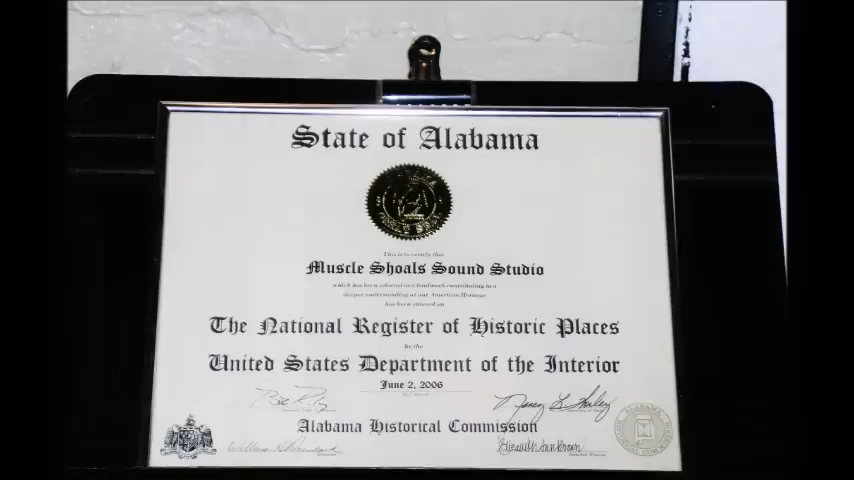 State of Alabama
This is to certify that
Muscle Shoals Sound Studio
which has been selected as a landmark contributing to a
deeper understanding of our American Heritage
has been entered on
The National Register of Historic Places
by the
United States Department of the Interior
June 2, 2006
Alabama Historical Commission